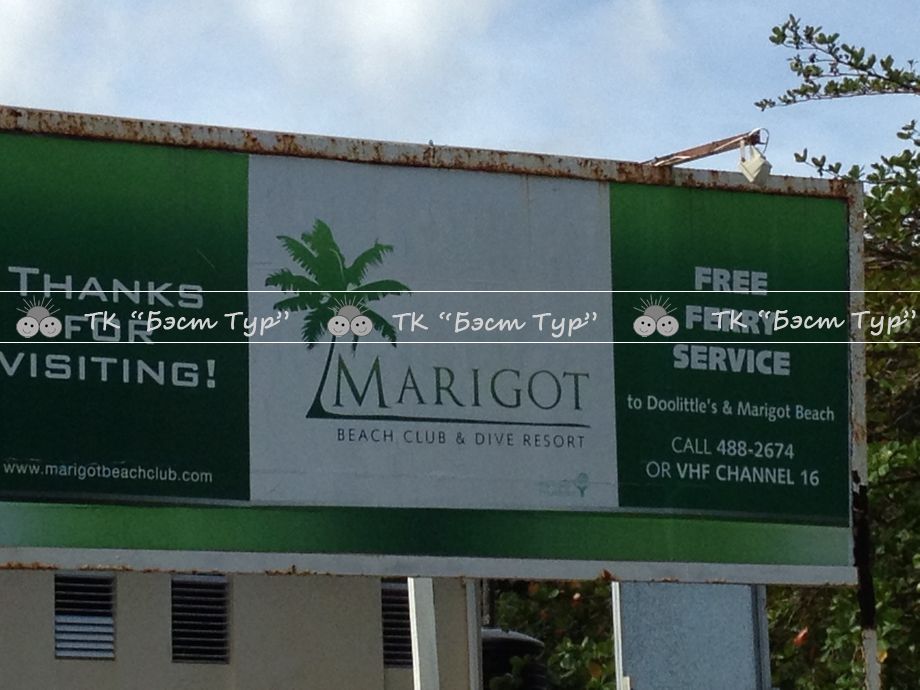 THANKS
FOR
VISITING!
www.marigotbeachclub.com
MARIGOT
BEACH CLUB & DIVE RESORT
FREE
FERRY
SERVICE
to Doolittle's & Marigot Beach
CALL 488-2674
OR VHF CHANNEL 16
ТК "Бэст Тур" ТК "Бэст Тур" ТК "Бэст Тур"